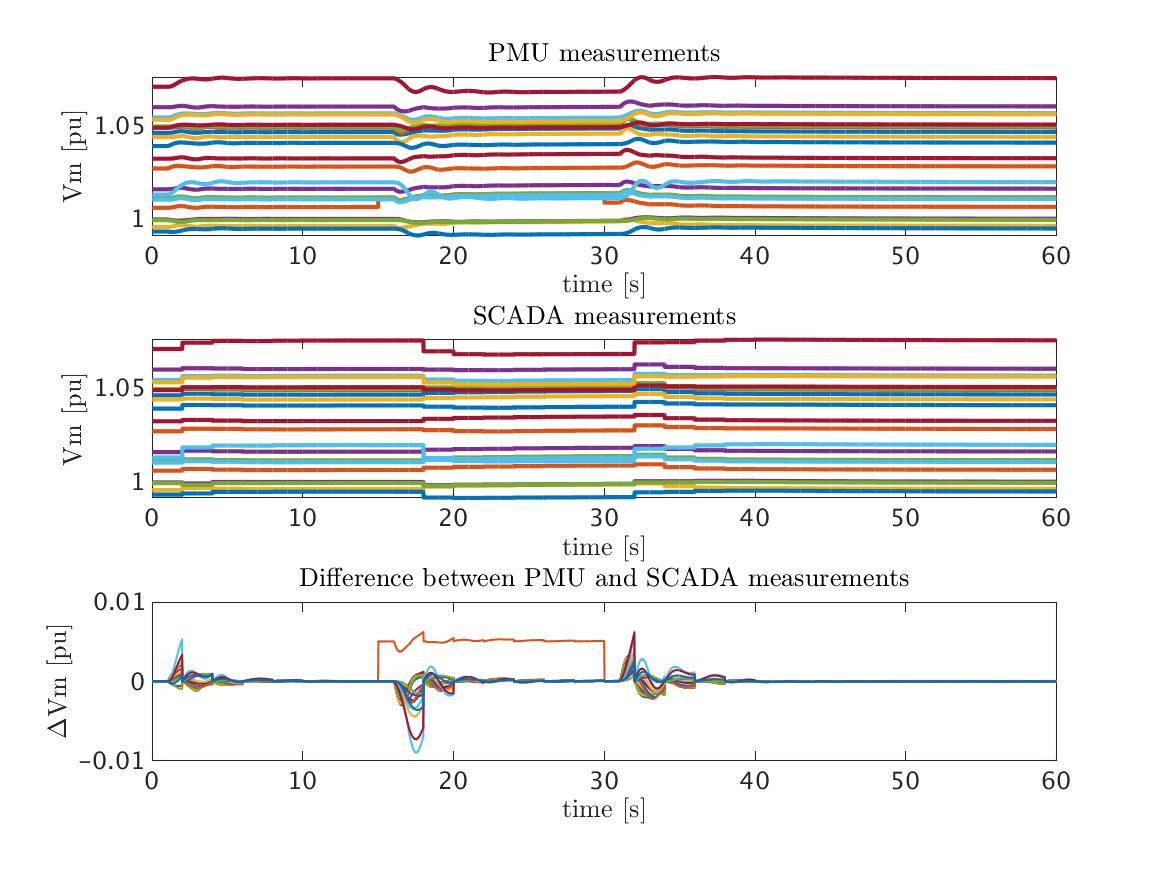 PMU measurements
Vm [pu]
1.05
1
0 10 20 30 40 50 60
time [s]
SCADA measurements
Vm [pu]
1.05
1
0 10 20 30 40 50 60
time [s]
Difference between PMU and SCADA measurements
ΔVm [pu]
0.01
0
-0.01
0 10 20 30 40 50 60
time [s]